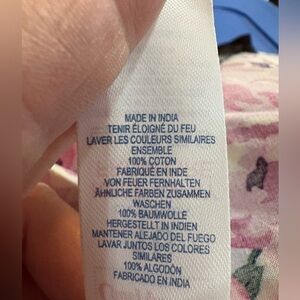 MADE IN INDIA
TENIR ÉLOIGNÉ DU FEU
LAVER LES COULEURS SIMILAIRES
ENSEMBLE
100% COTON
FABRIQUÉ EN INDE
VON FEUER FERNHALTEN
ÄHNLICHE FARBEN ZUSAMMEN
WASCHEN
100% BAUMWOLLE
HERGESTELLT IN INDIEN
MANTENER ALEJADO DEL FUEGO
LAVAR JUNTOS LOS COLORES
SIMILARES
100% ALGODÓN
FABRICADO EN INDIA